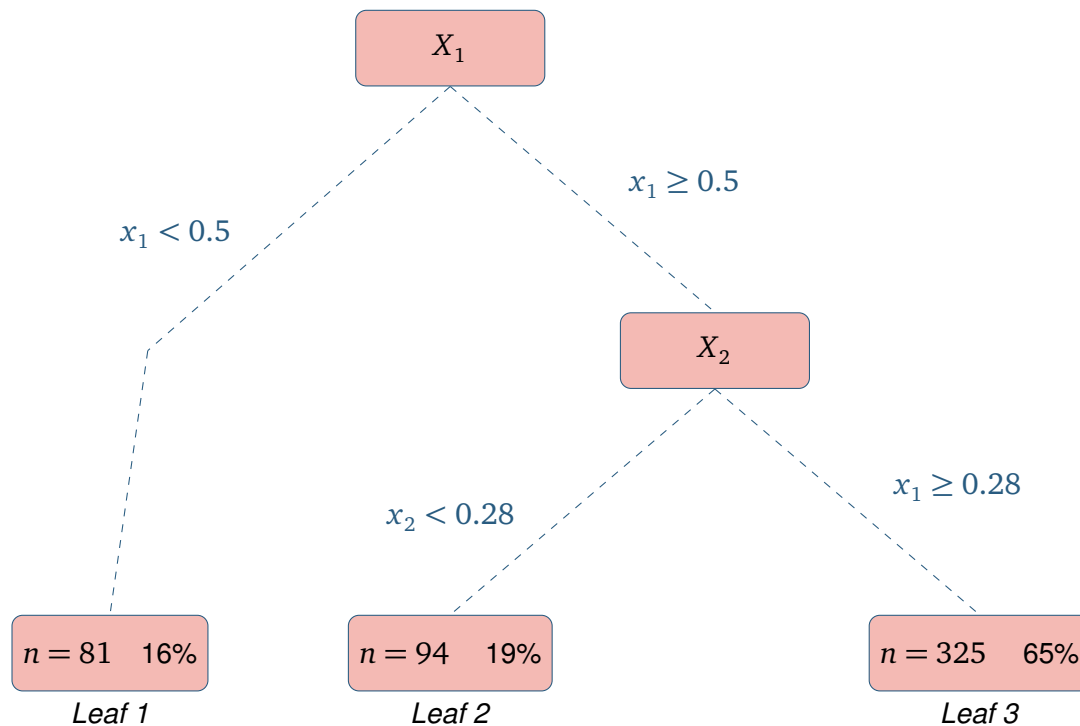 X₁
x₁ ≥ 0.5
x₁ < 0.5
X₂
x₁ ≥ 0.28
x₂ < 0.28
n = 81 16%
n = 94 19%
n = 325 65%
Leaf 1
Leaf 2
Leaf 3